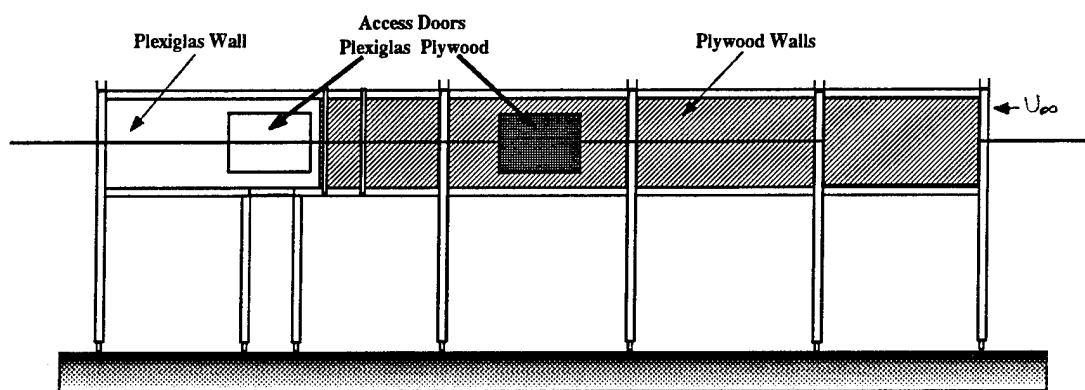 Access Doors
Plexiglas Wall
Plexiglas Plywood
Plywood Walls
U∞